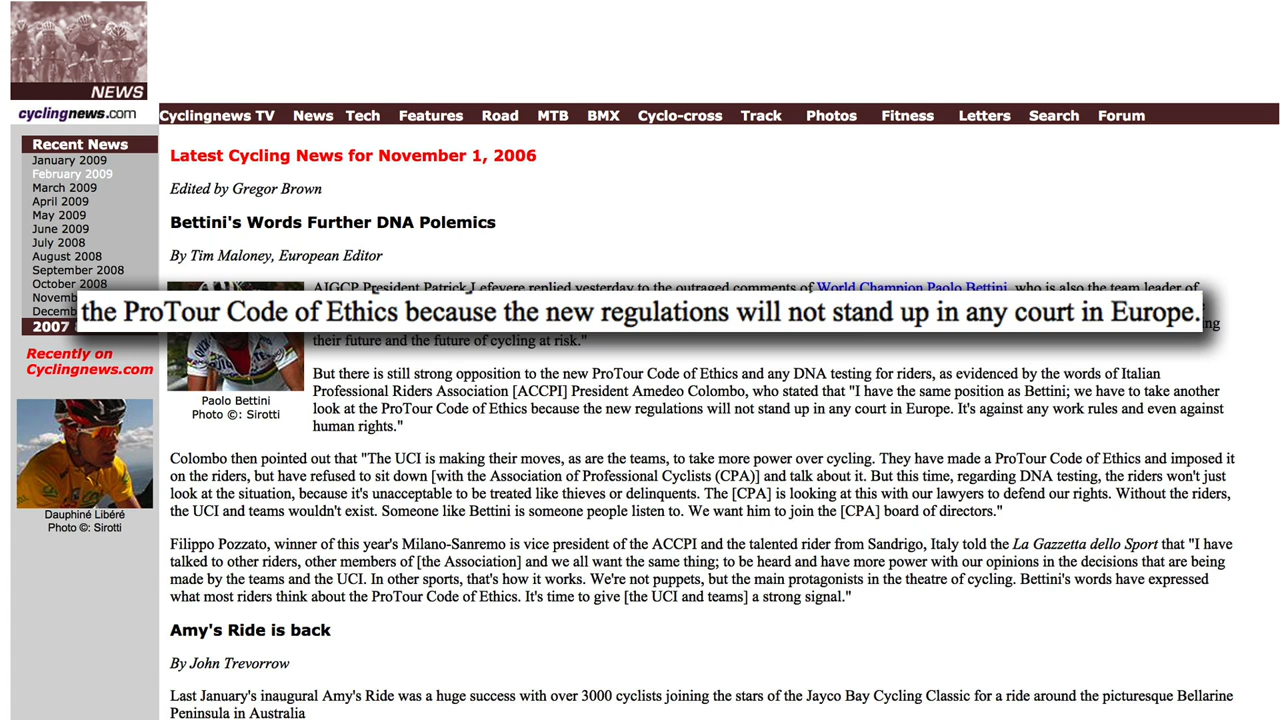 NEWS
cyclingnews.com
Cyclingnews TV News Tech Features Road MTB BMX Cyclo-cross Track Photos Fitness Letters Search Forum
Recent News
January 2009
February 2009
March 2009
April 2009
May 2009
June 2009
July 2008
August 2008
September 2008
October 2008
Novemb
Decemb
2007
Recently on
Cyclingnews.com
Dauphiné Libéré
Photo ©: Sirotti
Latest Cycling News for November 1, 2006
Edited by Gregor Brown
Bettini's Words Further DNA Polemics
By Tim Maloney, European Editor
AIGCP President Patrick Lefevere replied yesterday to the outraged comments of World Champion Paolo Bettini, who is also the team leader of
the ProTour Code of Ethics because the new regulations will not stand up in any court in Europe.
their future and the future of cycling at risk."
Paolo Bettini
Photo ©: Sirotti
But there is still strong opposition to the new ProTour Code of Ethics and any DNA testing for riders, as evidenced by the words of Italian
Professional Riders Association [ACCPI] President Amedeo Colombo, who stated that "I have the same position as Bettini; we have to take another
look at the ProTour Code of Ethics because the new regulations will not stand up in any court in Europe. It's against any work rules and even against
human rights."
Colombo then pointed out that "The UCI is making their moves, as are the teams, to take more power over cycling. They have made a ProTour Code of Ethics and imposed it
on the riders, but have refused to sit down [with the Association of Professional Cyclists (CPA)] and talk about it. But this time, regarding DNA testing, the riders won't just
look at the situation, because it's unacceptable to be treated like thieves or delinquents. The [CPA] is looking at this with our lawyers to defend our rights. Without the riders,
the UCI and teams wouldn't exist. Someone like Bettini is someone people listen to. We want him to join the [CPA] board of directors."
Filippo Pozzato, winner of this year's Milano-Sanremo is vice president of the ACCPI and the talented rider from Sandrigo, Italy told the La Gazzetta dello Sport that "I have
talked to other riders, other members of [the Association] and we all want the same thing; to be heard and have more power with our opinions in the decisions that are being
made by the teams and the UCI. In other sports, that's how it works. We're not puppets, but the main protagonists in the theatre of cycling. Bettini's words have expressed
what most riders think about the ProTour Code of Ethics. It's time to give [the UCI and teams] a strong signal."
Amy's Ride is back
By John Trevorrow
Last January's inaugural Amy's Ride was a huge success with over 3000 cyclists joining the stars of the Jayco Bay Cycling Classic for a ride around the picturesque Bellarine
Peninsula in Australia